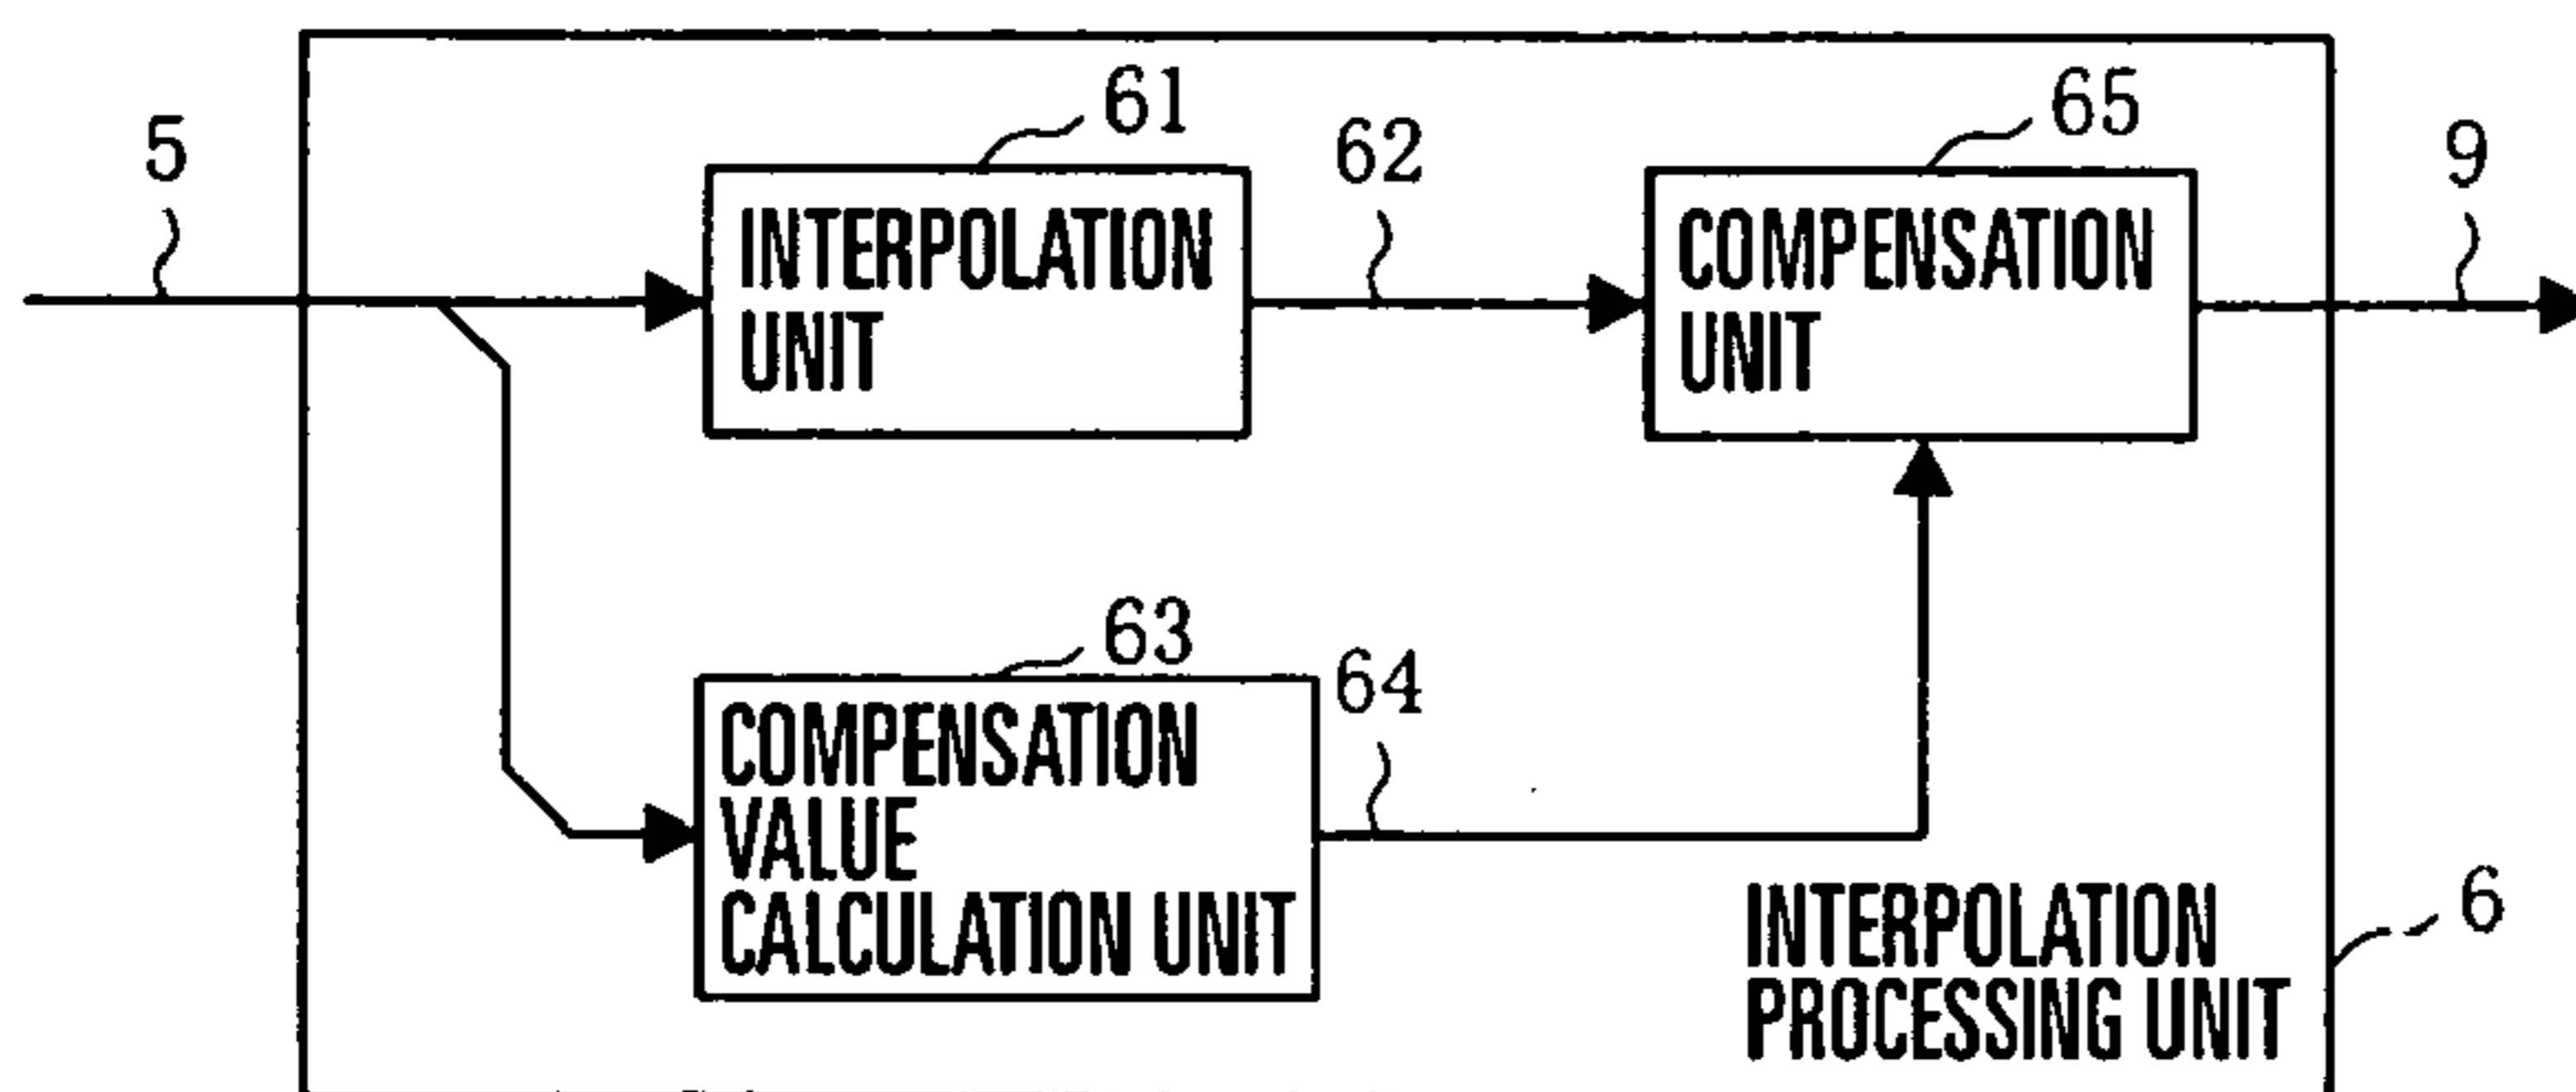 5
61
INTERPOLATION
UNIT
62
65
COMPENSATION
UNIT
9
63
COMPENSATION
VALUE
CALCULATION UNIT
64
INTERPOLATION
PROCESSING UNIT
6